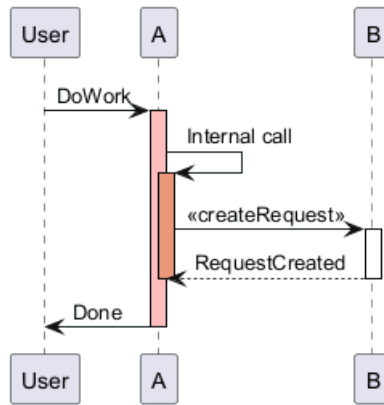 User A B
DoWork
Internal call
«createRequest»
RequestCreated
Done
User A B